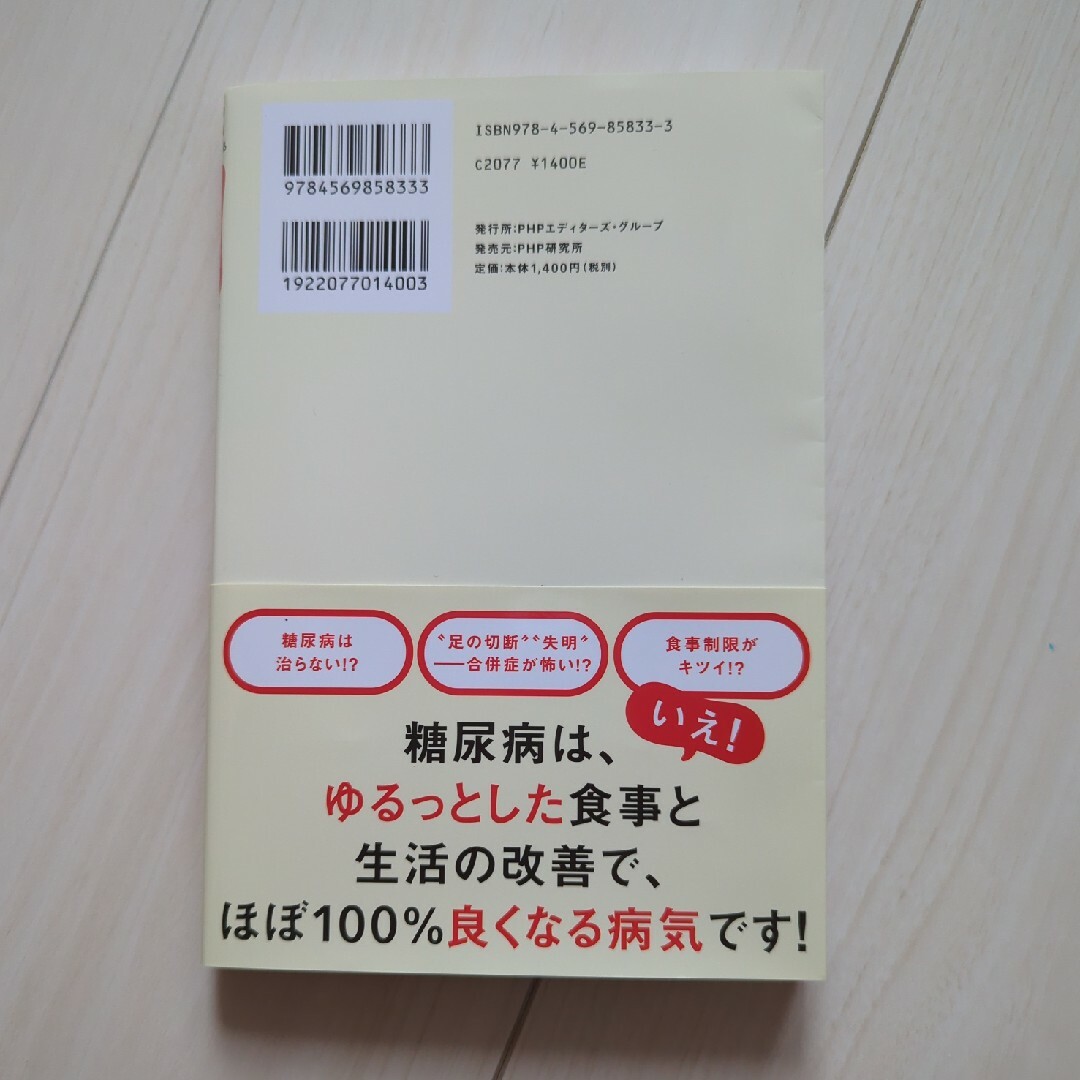 9784569858333
1922077014003
ISBN978-4-569-85833-3
C2077 ¥1400E
発行所:PHPエディターズ・グループ
発売元:PHP研究所
定価:本体1,400円(税別)
糖尿病は
治らない!?
“足の切断”“失明”
──合併症が怖い!?
食事制限が
キツイ!?
いえ!
糖尿病は、
ゆるっとした食事と
生活の改善で、
ほぼ100%良くなる病気です!